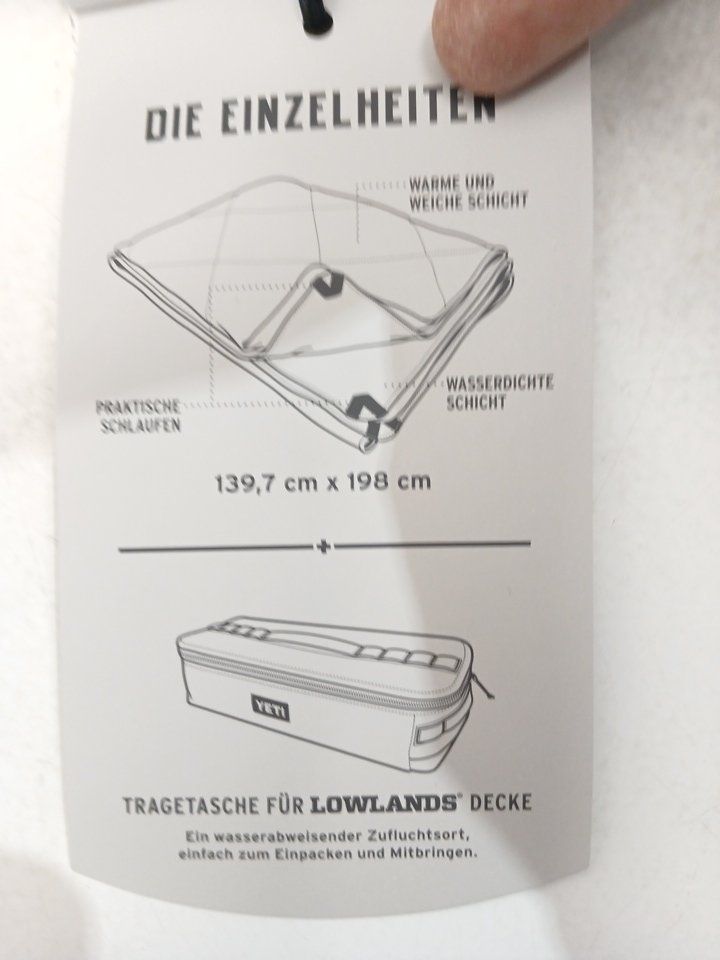 DIE EINZELHEITEN
WARME UND
WEICHE SCHICHT
WASSERDICHTE
SCHICHT
PRAKTISCHE
SCHLAUFEN
139,7 cm x 198 cm
YETI
TRAGETASCHE FÜR LOWLANDS® DECKE
Ein wasserabweisender Zufluchtsort,
einfach zum Einpacken und Mitbringen.